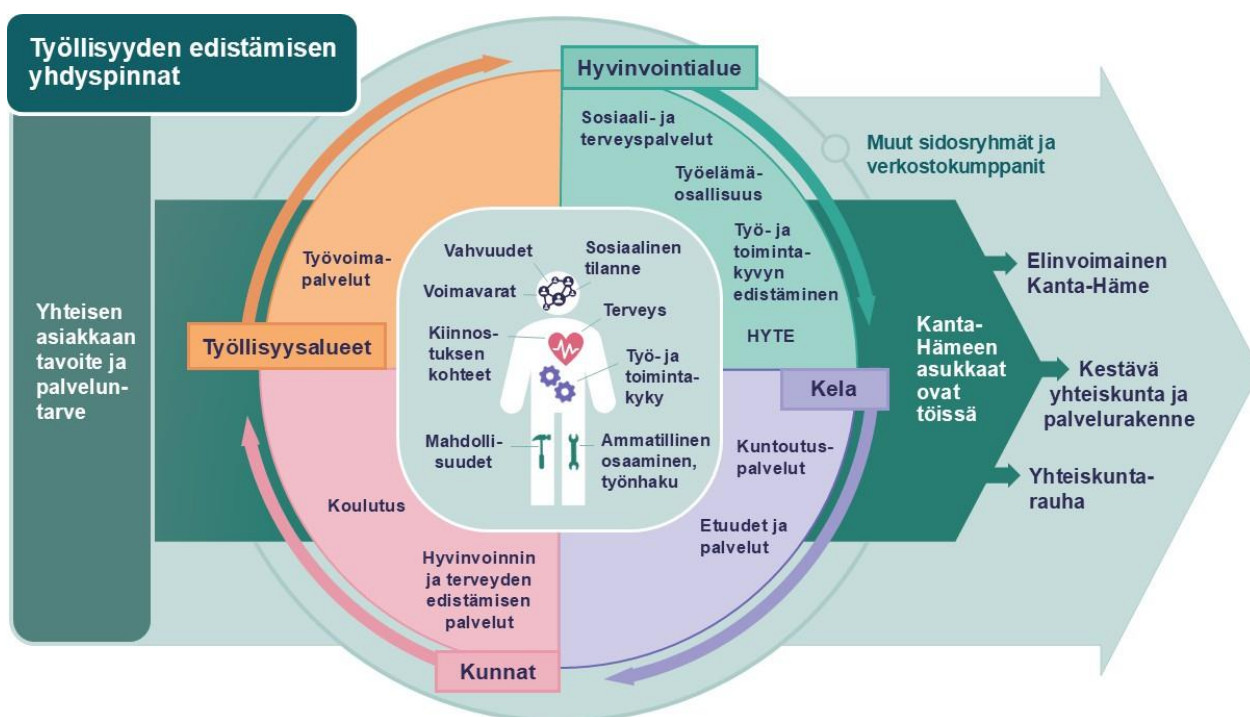 Työllisyyden edistämisen
yhdyspinnat
Yhteisen
asiakkaan
tavoite ja
palvelun-
tarve
Hyvinvointialue
Sosiaali- ja
terveyspalvelut
Työelämä-
osallisuus
Työ- ja
toiminta-
kyvyn
edistäminen
HYTE
Työvoima-
palvelut
Työllisyysalueet
Vahvuudet
Voimavarat
Kiinnos-
tuksen
kohteet
Mahdolli-
suudet
Sosiaalinen
tilanne
Terveys
Työ- ja
toiminta-
kyky
Ammatillinen
osaaminen,
työnhaku
Kela
Kuntoutus-
palvelut
Etuudet ja
palvelut
Koulutus
Hyvinvoinnin
ja terveyden
edistämisen
palvelut
Kunnat
Muut sidosryhmät ja
verkostokumppanit
Kanta-
Hämeen
asukkaat
ovat
töissä
Elinvoimainen
Kanta-Häme
Kestävä
yhteiskunta ja
palvelurakenne
Yhteiskunta-
rauha